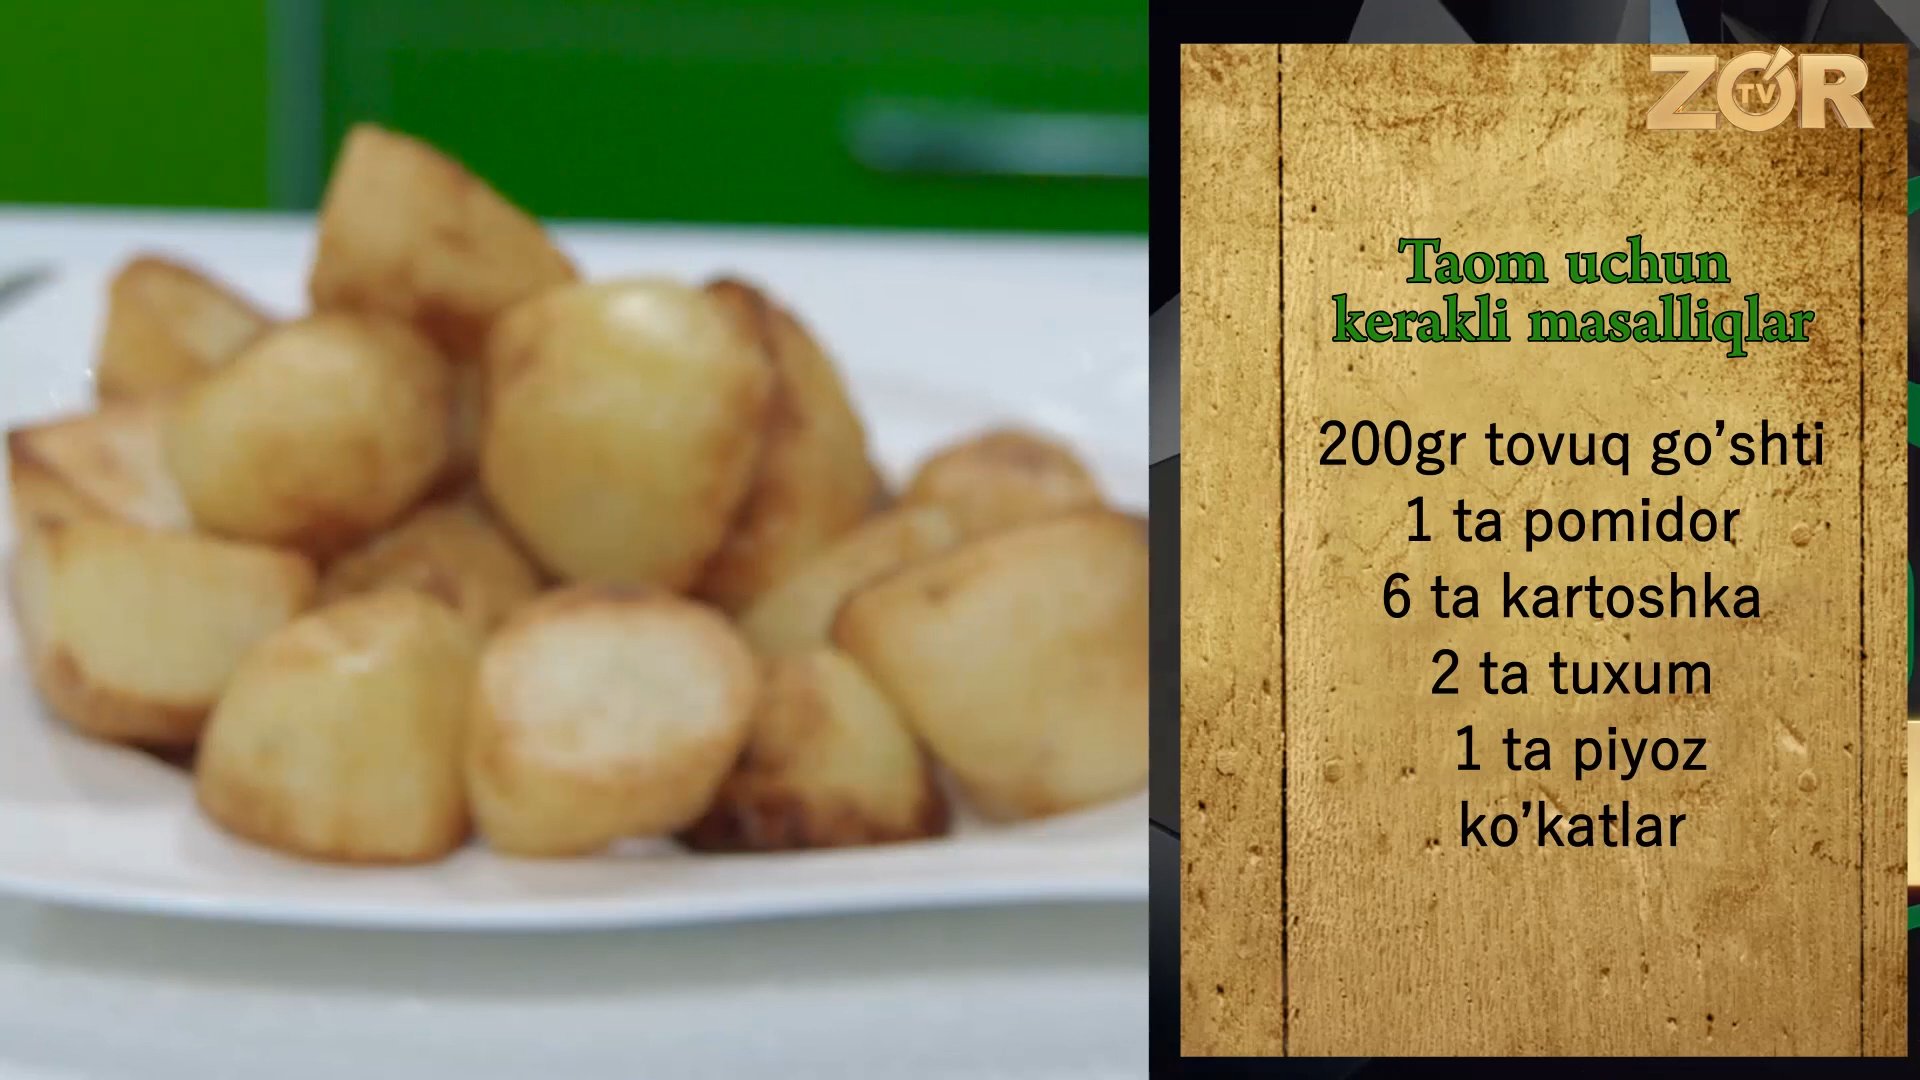 ZO'R
TV
Taom uchun
kerakli masalliqlar
200gr tovuq go’shti
1 ta pomidor
6 ta kartoshka
2 ta tuxum
1 ta piyoz
ko’katlar